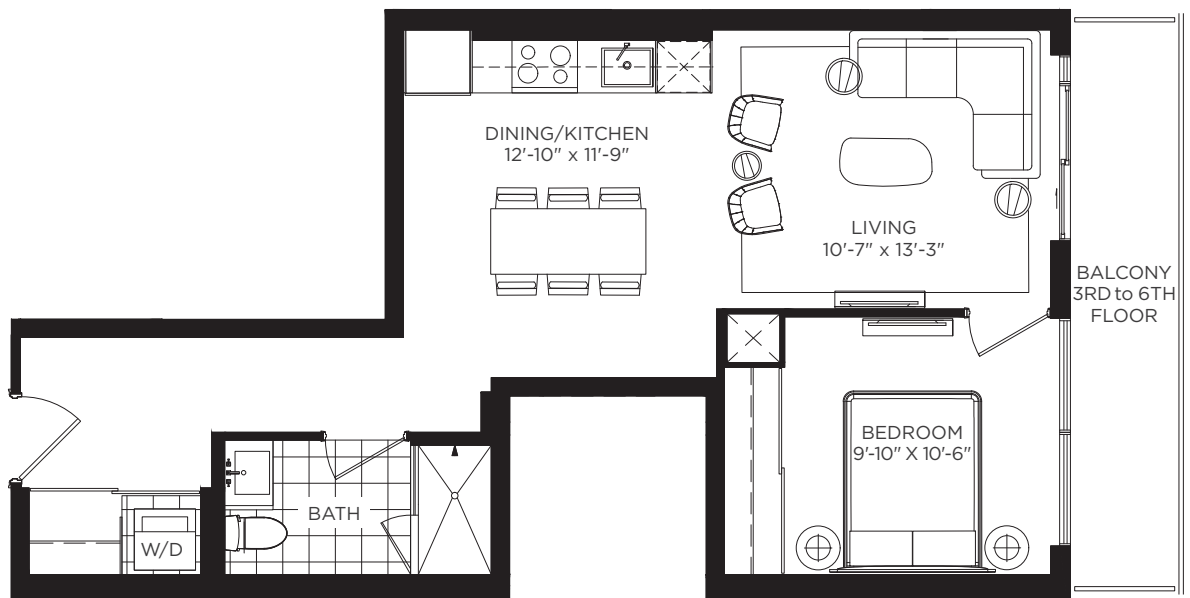 DINING/KITCHEN
12'-10" x 11'-9"
LIVING
10'-7" x 13'-3"
BALCONY
3RD to 6TH
FLOOR
BEDROOM
9'-10" X 10'-6"
BATH
W/D